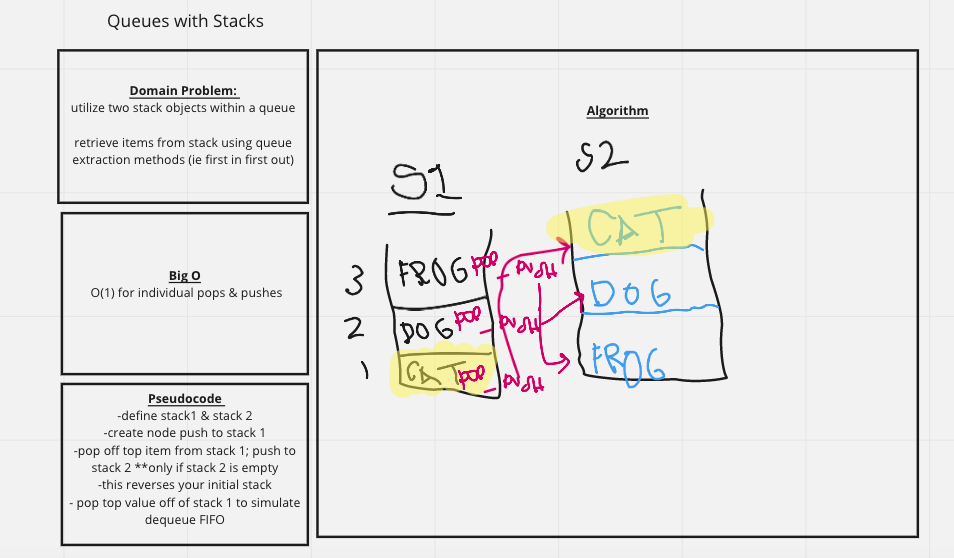 Queues with Stacks
Domain Problem:
utilize two stack objects within a queue
retrieve items from stack using queue
extraction methods (ie first in first out)
Big O
O(1) for individual pops & pushes
Pseudocode
-define stack1 & stack 2
-create node push to stack 1
-pop off top item from stack 1; push to
stack 2 **only if stack 2 is empty
-this reverses your initial stack
- pop top value off of stack 1 to simulate
dequeue FIFO
Algorithm
S1
S2
3 FROG pop push
2 DOG pop push
1 CAT pop push
CAT
DOG
FROG